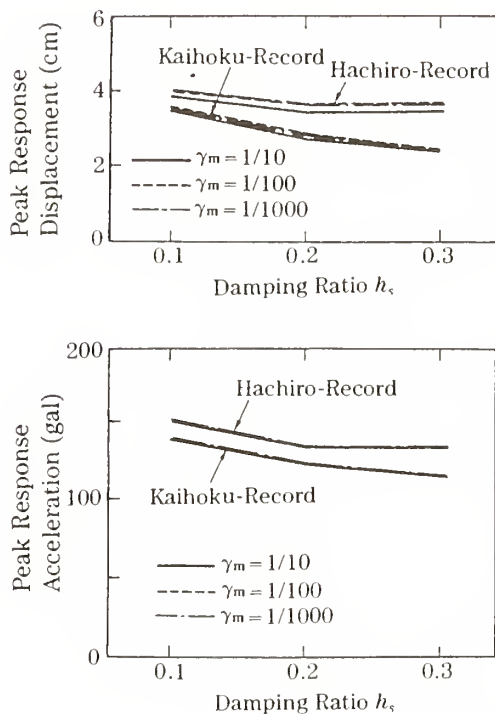 6
4
2
0
Peak Response
Displacement (cm)
Kaihoku-Record
Hachiro-Record
γm = 1/10
γm = 1/100
γm = 1/1000
0.1 0.2 0.3
Damping Ratio hs
200
100
0
Peak Response
Acceleration (gal)
Hachiro-Record
Kaihoku-Record
γm = 1/10
γm = 1/100
γm = 1/1000
0.1 0.2 0.3
Damping Ratio hs